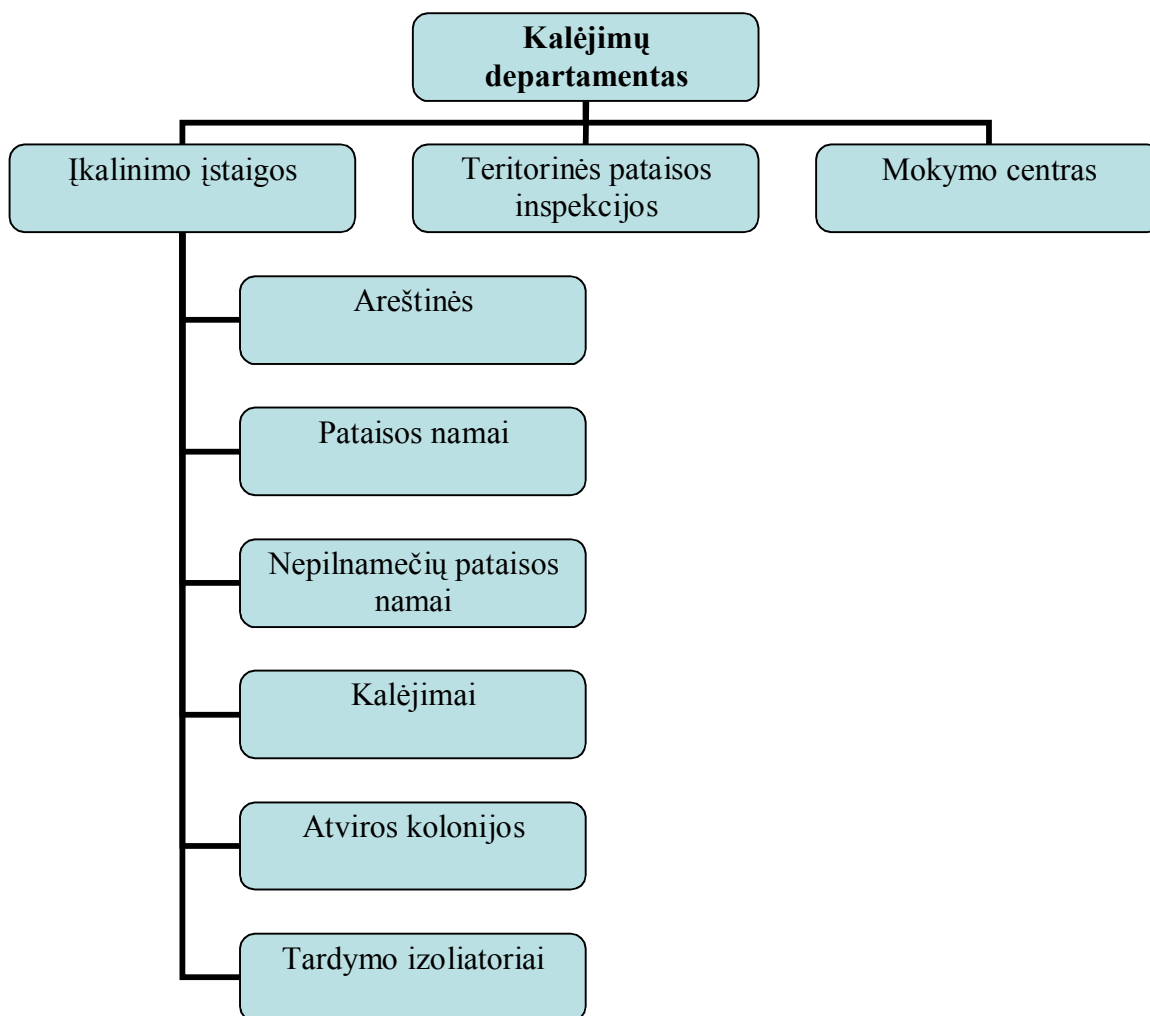 Kalėjimų
departamentas
Įkalinimo įstaigos
Teritorinės pataisos
inspekcijos
Mokymo centras
Areštinės
Pataisos namai
Nepilnamečių pataisos
namai
Kalėjimai
Atviros kolonijos
Tardymo izoliatoriai